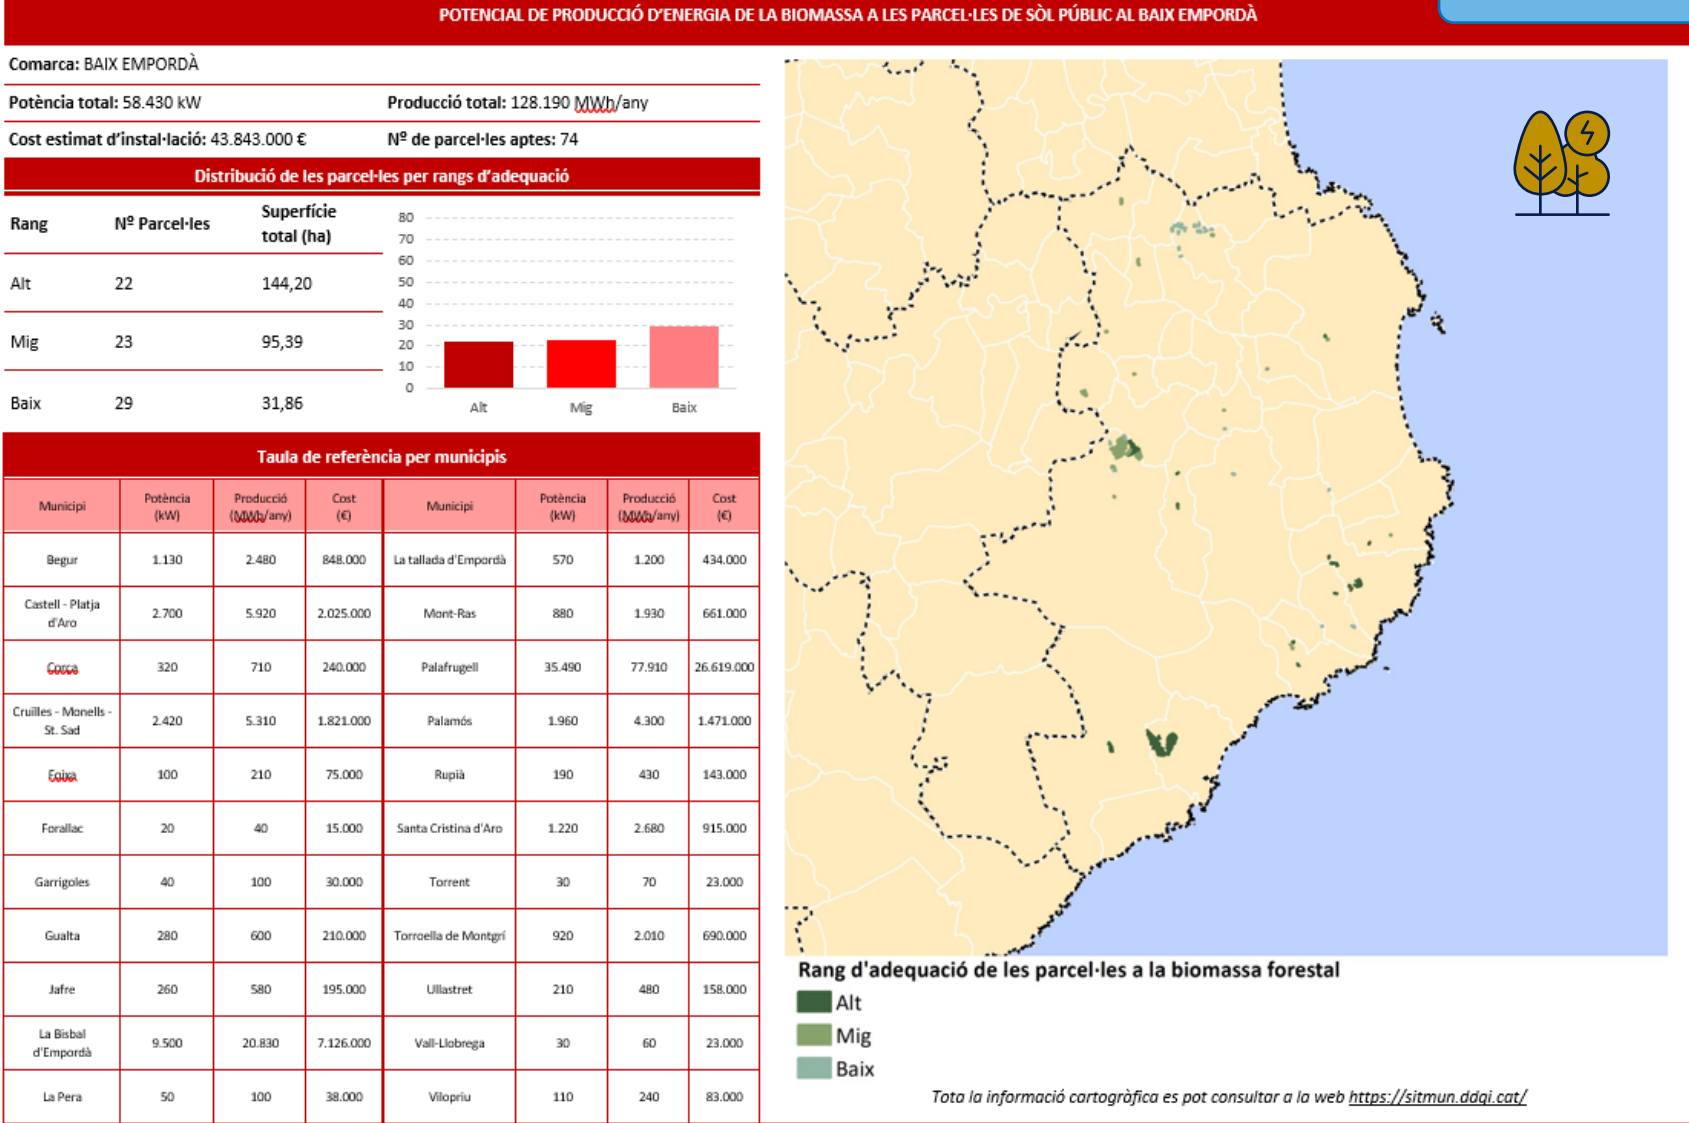 POTENCIAL DE PRODUCCIÓ D'ENERGIA DE LA BIOMASSA A LES PARCEL·LES DE SÒL PÚBLIC AL BAIX EMPORDÀ
Comarca: BAIX EMPORDÀ
Potència total: 58.430 kW Producció total: 128.190 MWh/any
Cost estimat d'instal·lació: 43.843.000 € Nº de parcel·les aptes: 74
Distribució de les parcel·les per rangs d'adequació
Rang Nº Parcel·les Superfície total (ha)
Alt 22 144,20
Mig 23 95,39
Baix 29 31,86
80
70
60
50
40
30
20
10
0
Alt Mig Baix
Taula de referència per municipis
Municipi Potència (kW) Producció (MWh/any) Cost (€) Municipi Potència (kW) Producció (MWh/any) Cost (€)
Begur 1.130 2.480 848.000 La tallada d'Empordà 570 1.200 434.000
Castell - Platja d'Aro 2.700 5.920 2.025.000 Mont-Ras 880 1.930 661.000
Corça 320 710 240.000 Palafrugell 35.490 77.910 26.619.000
Cruïlles - Monells - St. Sad 2.420 5.310 1.821.000 Palamós 1.960 4.300 1.471.000
Foixa 100 210 75.000 Rupià 190 430 143.000
Forallac 20 40 15.000 Santa Cristina d'Aro 1.220 2.680 915.000
Garrigoles 40 100 30.000 Torrent 30 70 23.000
Gualta 280 600 210.000 Torroella de Montgrí 920 2.010 690.000
Jafre 260 580 195.000 Ullastret 210 480 158.000
La Bisbal d'Empordà 9.500 20.830 7.126.000 Vall-Llobrega 30 60 23.000
La Pera 50 100 38.000 Vilopriu 110 240 83.000
Rang d'adequació de les parcel·les a la biomassa forestal
Alt
Mig
Baix
Tota la informació cartogràfica es pot consultar a la web https://sitmun.ddgi.cat/